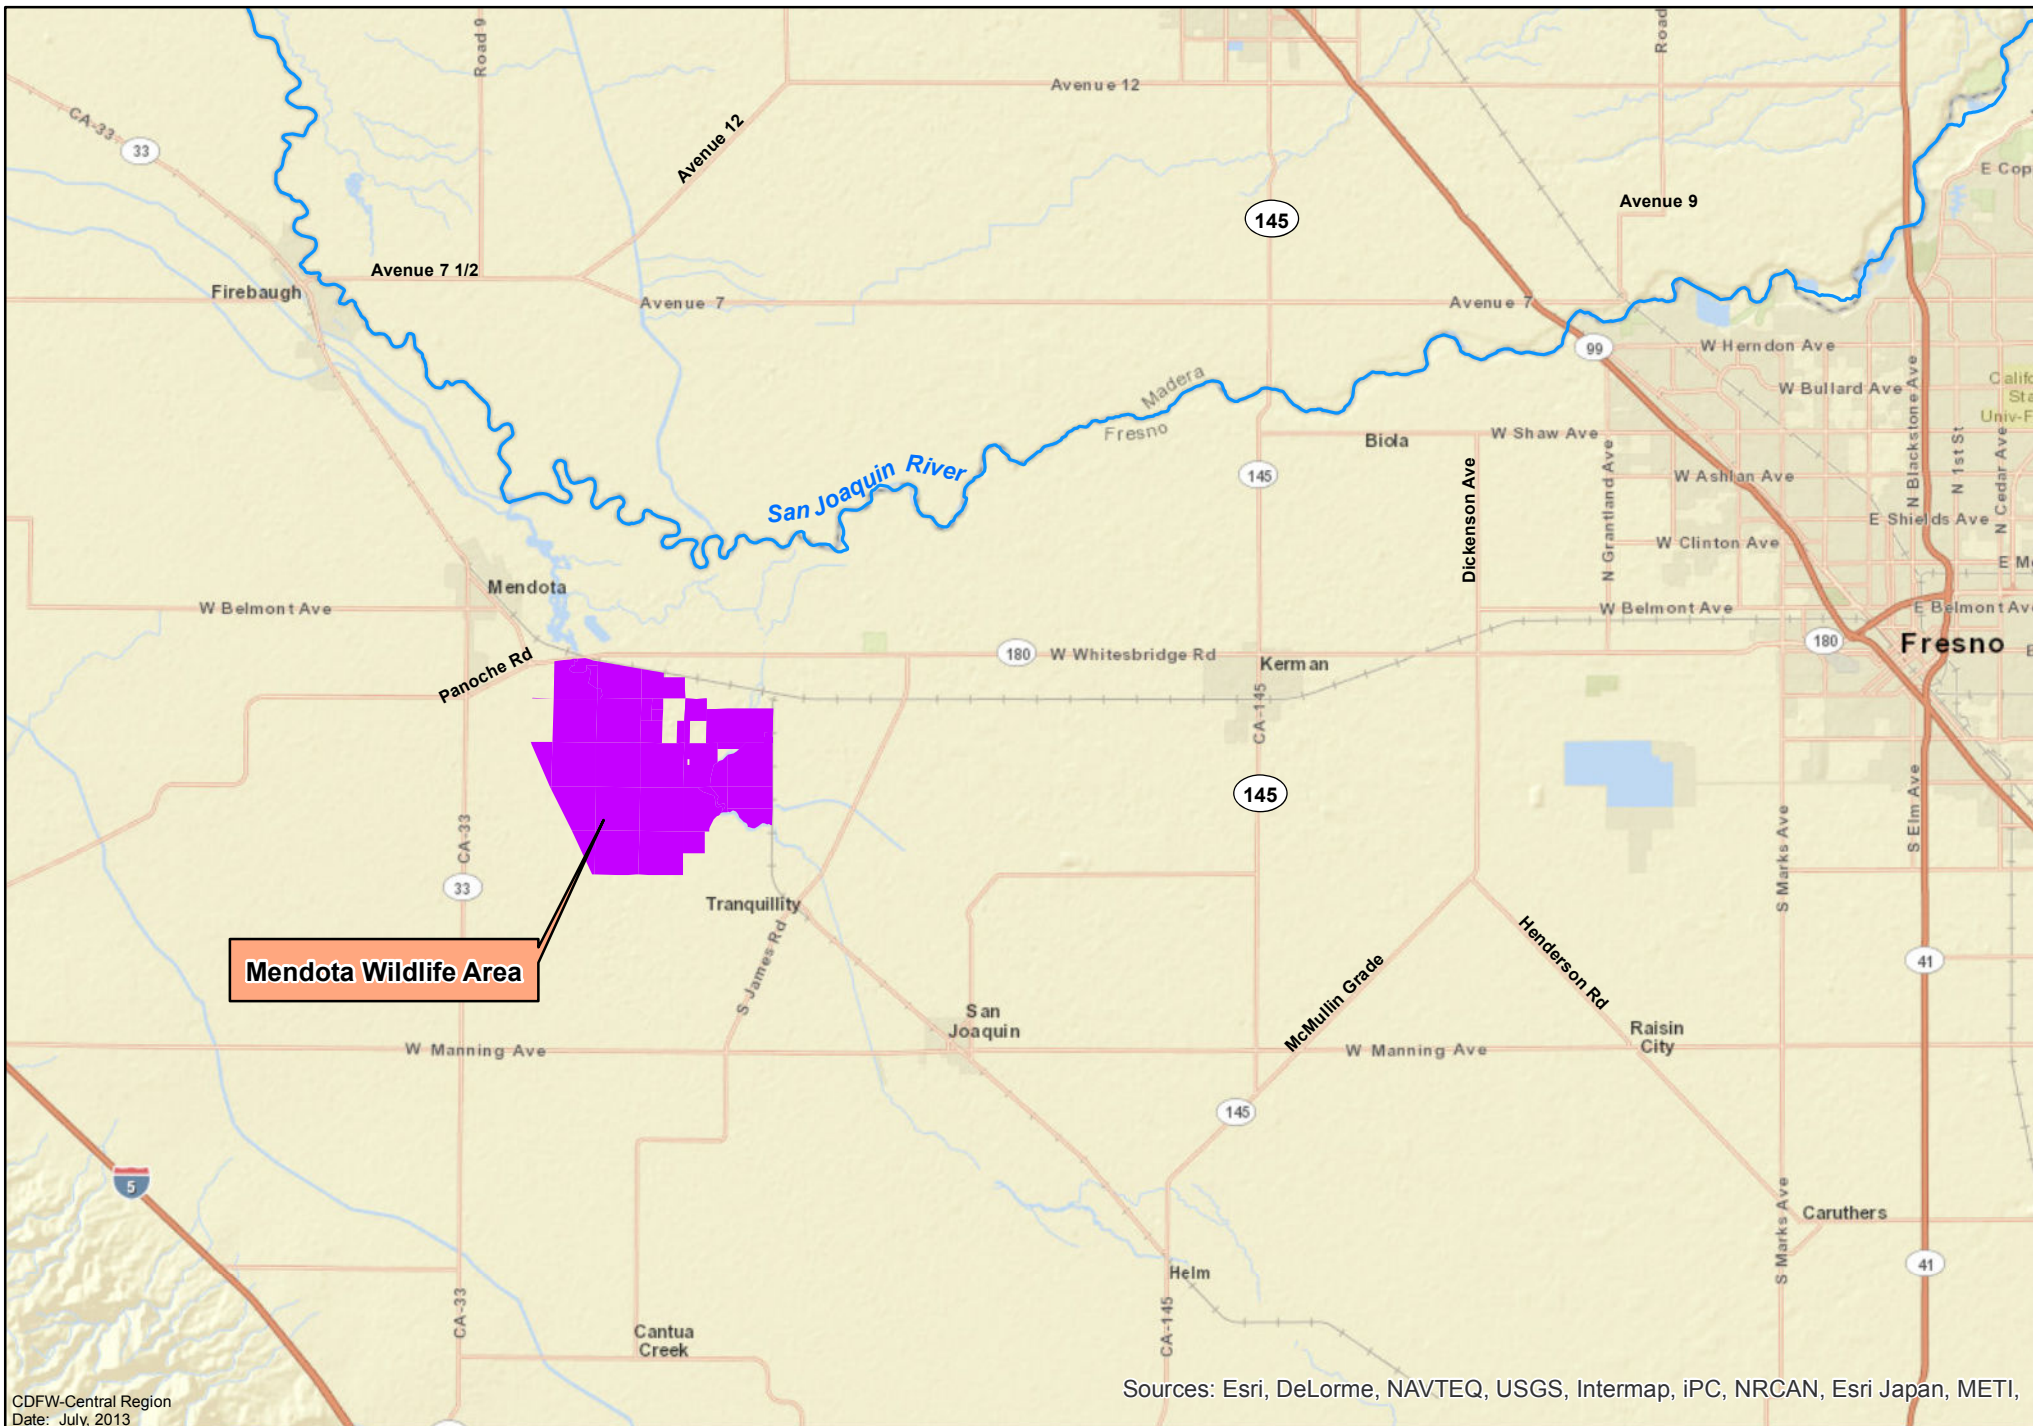 Road 9
Road
Avenue 12
CA-33
33
Avenue 12
E Cop
145
Avenue 9
Avenue 7 1/2
Firebaugh
Avenue 7
Avenue 7
99
W Herndon Ave
Madera
Fresno
W Bullard Ave
Califo
Sta
Univ-F
San Joaquin River
Biola
W Shaw Ave
145
Dickenson Ave
N Grantland Ave
W Ashlan Ave
N Blackstone Ave
N 1st St
N Cedar Ave
E Shields Ave
W Clinton Ave
E M
Mendota
W Belmont Ave
W Belmont Ave
E Belmont Ave
Panoche Rd
180
W Whitesbridge Rd
Kerman
180
Fresno
E
CA-145
145
CA-33
33
S Marks Ave
S Elm Ave
Tranquillity
S James Rd
Mendota Wildlife Area
McMullin Grade
Henderson Rd
41
San
Joaquin
Raisin
City
W Manning Ave
W Manning Ave
145
5
S Marks Ave
Caruthers
41
Helm
CA-33
CA-145
Cantua
Creek
CDFW-Central Region
Date: July, 2013
Sources: Esri, DeLorme, NAVTEQ, USGS, Intermap, iPC, NRCAN, Esri Japan, METI,